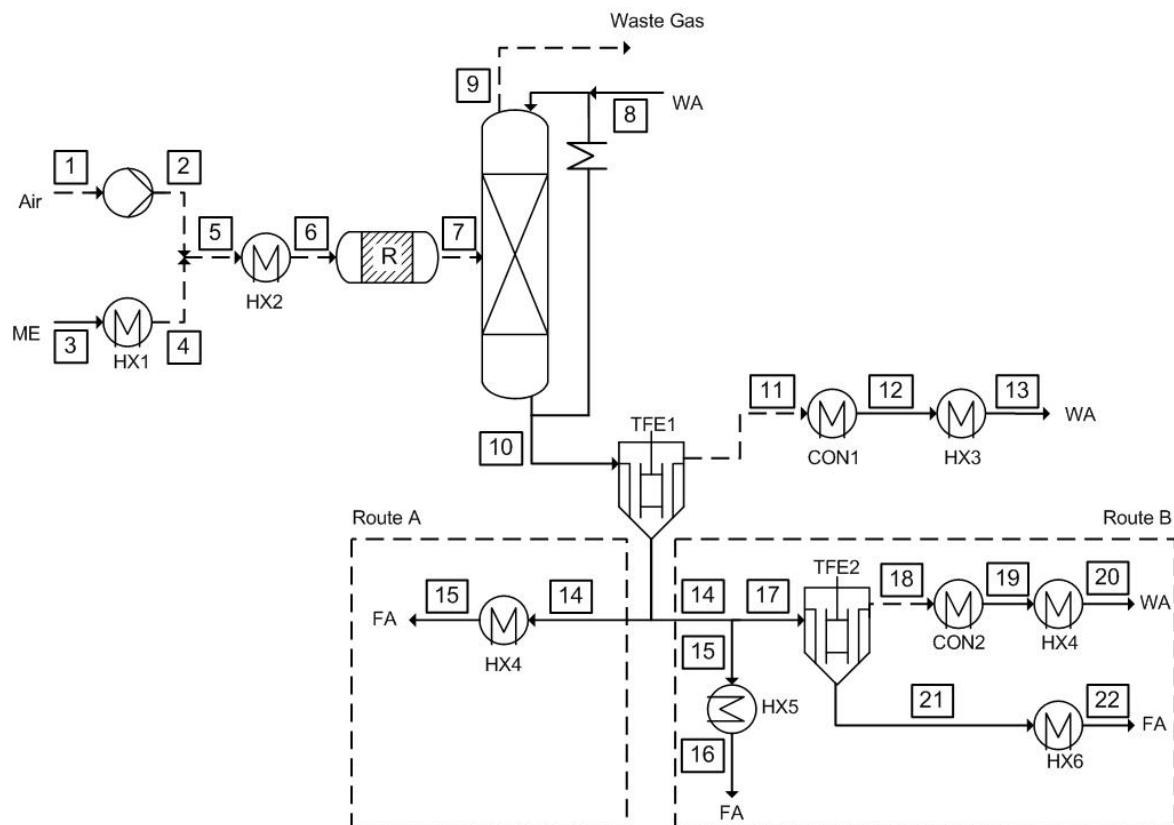 Waste Gas
9
WA
8
1
2
Air
5
6
7
R
HX2
ME
3
HX1
4
11
12
13
WA
10
TFE1
CON1
HX3
Route A
Route B
TFE2
18
19
20
15
14
14
17
FA
WA
HX4
15
CON2
HX4
HX5
21
22
FA
16
HX6
FA